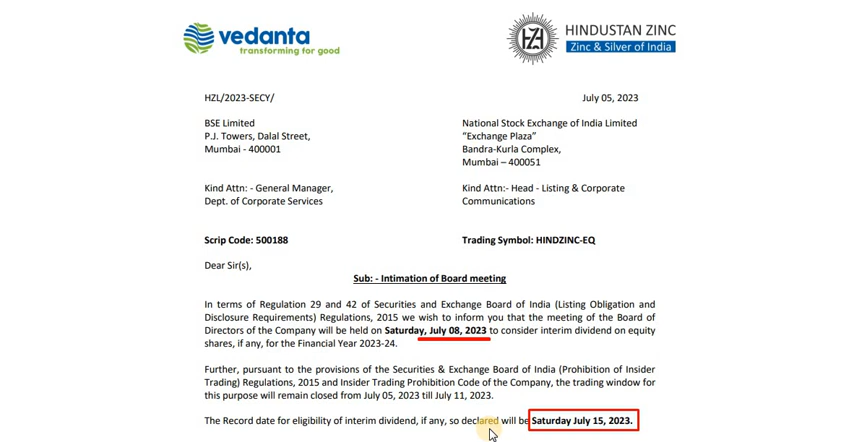 vedanta
transforming for good
HZL
HINDUSTAN ZINC
Zinc & Silver of India
HZL/2023-SECY/
July 05, 2023
BSE Limited
P.J. Towers, Dalal Street,
Mumbai - 400001
National Stock Exchange of India Limited
“Exchange Plaza”
Bandra-Kurla Complex,
Mumbai – 400051
Kind Attn: - General Manager,
Dept. of Corporate Services
Kind Attn:- Head - Listing & Corporate
Communications
Scrip Code: 500188
Trading Symbol: HINDZINC-EQ
Dear Sir(s),
Sub: - Intimation of Board meeting
In terms of Regulation 29 and 42 of Securities and Exchange Board of India (Listing Obligation and
Disclosure Requirements) Regulations, 2015 we wish to inform you that the meeting of the Board of
Directors of the Company will be held on Saturday, July 08, 2023 to consider interim dividend on equity
shares, if any, for the Financial Year 2023-24.
Further, pursuant to the provisions of the Securities & Exchange Board of India (Prohibition of Insider
Trading) Regulations, 2015 and Insider Trading Prohibition Code of the Company, the trading window for
this purpose will remain closed from July 05, 2023 till July 11, 2023.
The Record date for eligibility of interim dividend, if any, so declared will be Saturday July 15, 2023.